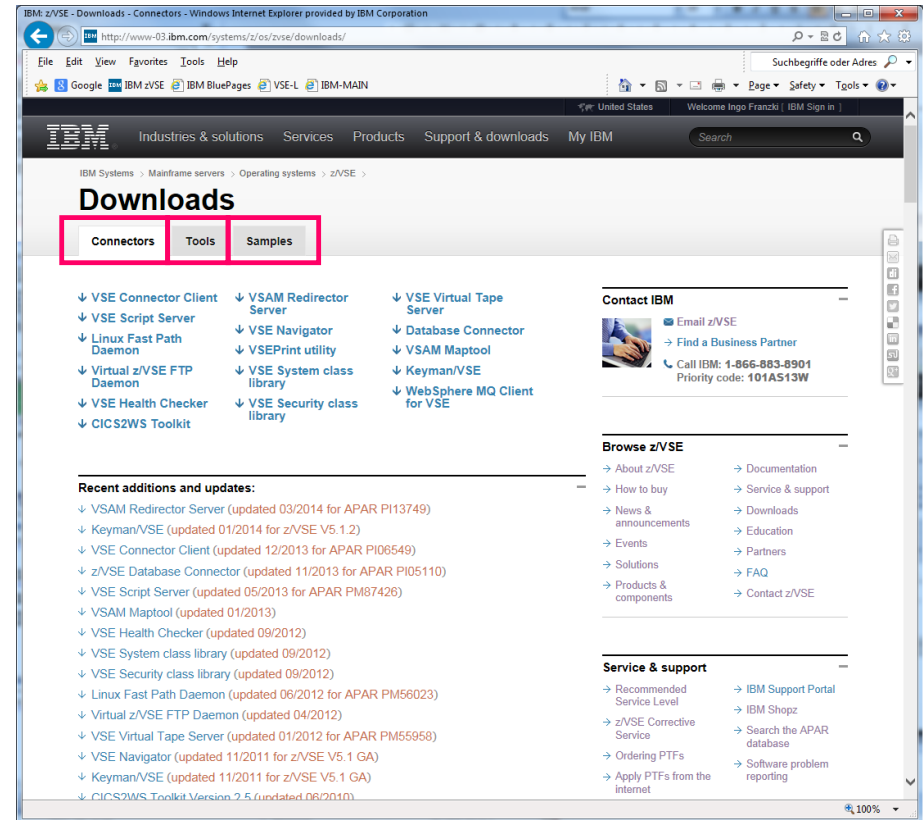 IBM: z/VSE - Downloads - Connectors - Windows Internet Explorer provided by IBM Corporation
http://www-03.ibm.com/systems/z/os/zvse/downloads/
File Edit View Favorites Tools Help
Suchbegriffe oder Adres
Google IBM zVSE IBM BluePages VSE-L IBM-MAIN
Page Safety Tools
United States Welcome Ingo Franzki [ IBM Sign in ]
IBM Industries & solutions Services Products Support & downloads My IBM Search
IBM Systems > Mainframe servers > Operating systems > z/VSE >
Downloads
Connectors Tools Samples
VSE Connector Client
VSE Script Server
Linux Fast Path
Daemon
Virtual z/VSE FTP
Daemon
VSE Health Checker
CICS2WS Toolkit
VSAM Redirector
Server
VSE Navigator
VSEPrint utility
VSE System class
library
VSE Security class
library
VSE Virtual Tape
Server
Database Connector
VSAM Maptool
Keyman/VSE
WebSphere MQ Client
for VSE
Recent additions and updates:
VSAM Redirector Server (updated 03/2014 for APAR PI13749)
Keyman/VSE (updated 01/2014 for z/VSE V5.1.2)
VSE Connector Client (updated 12/2013 for APAR PI06549)
z/VSE Database Connector (updated 11/2013 for APAR PI05110)
VSE Script Server (updated 05/2013 for APAR PM87426)
VSAM Maptool (updated 01/2013)
VSE Health Checker (updated 09/2012)
VSE System class library (updated 09/2012)
VSE Security class library (updated 09/2012)
Linux Fast Path Daemon (updated 06/2012 for APAR PM56023)
Virtual z/VSE FTP Daemon (updated 04/2012)
VSE Virtual Tape Server (updated 01/2012 for APAR PM55958)
VSE Navigator (updated 11/2011 for z/VSE V5.1 GA)
Keyman/VSE (updated 11/2011 for z/VSE V5.1 GA)
CICS2WS Toolkit Version 2.5 (updated 06/2010)
Contact IBM
Email z/VSE
Find a Business Partner
Call IBM: 1-866-883-8901
Priority code: 101AS13W
Browse z/VSE
About z/VSE
How to buy
News &
announcements
Events
Solutions
Products &
components
Documentation
Service & support
Downloads
Education
Partners
FAQ
Contact z/VSE
Service & support
Recommended
Service Level
z/VSE Corrective
Service
Ordering PTFs
Apply PTFs from the
internet
IBM Support Portal
IBM Shopz
Search the APAR
database
Software problem
reporting
100%